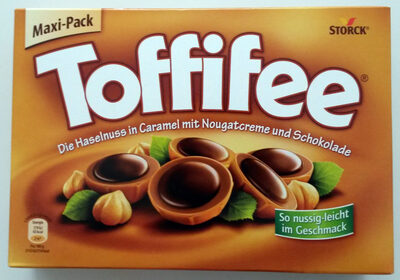 Maxi-Pack
STORCK®
Toffifee®
Die Haselnuss in Caramel mit Nougatcreme und Schokolade
So nussig-leicht
im Geschmack